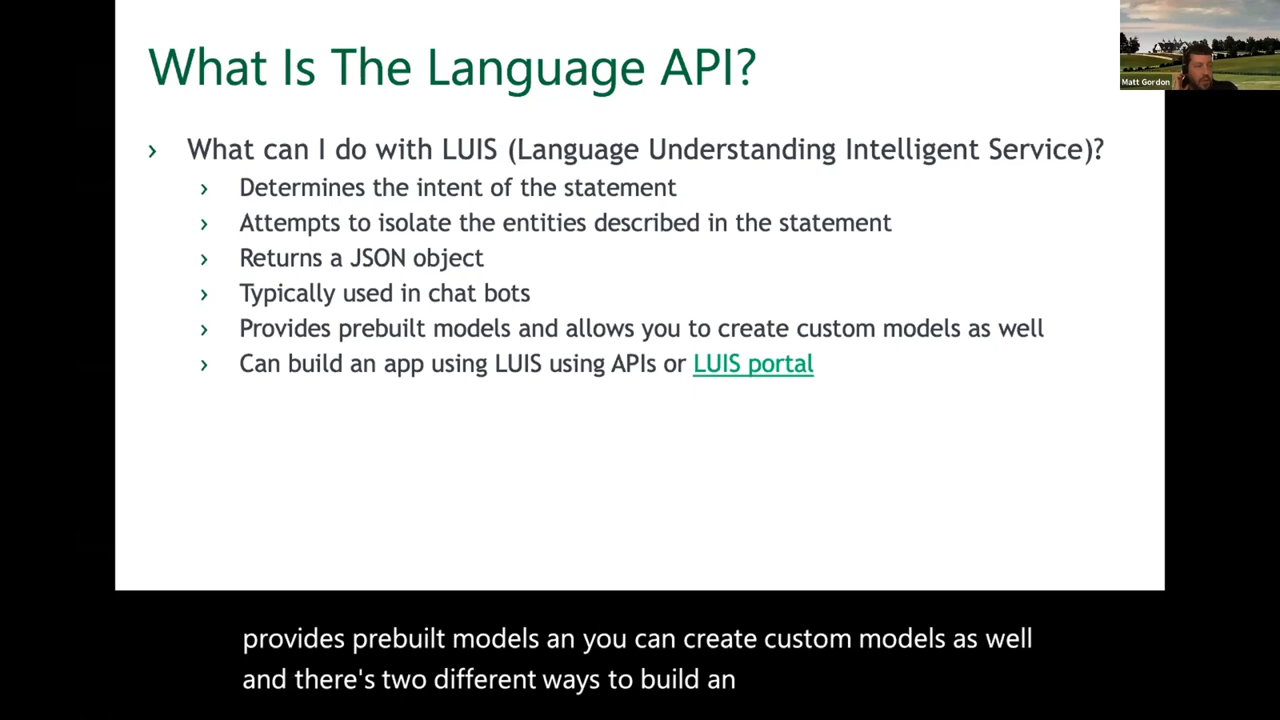 What Is The Language API?
Matt Gordon
› What can I do with LUIS (Language Understanding Intelligent Service)?
› Determines the intent of the statement
› Attempts to isolate the entities described in the statement
› Returns a JSON object
› Typically used in chat bots
› Provides prebuilt models and allows you to create custom models as well
› Can build an app using LUIS using APIs or LUIS portal
provides prebuilt models an you can create custom models as well
and there's two different ways to build an